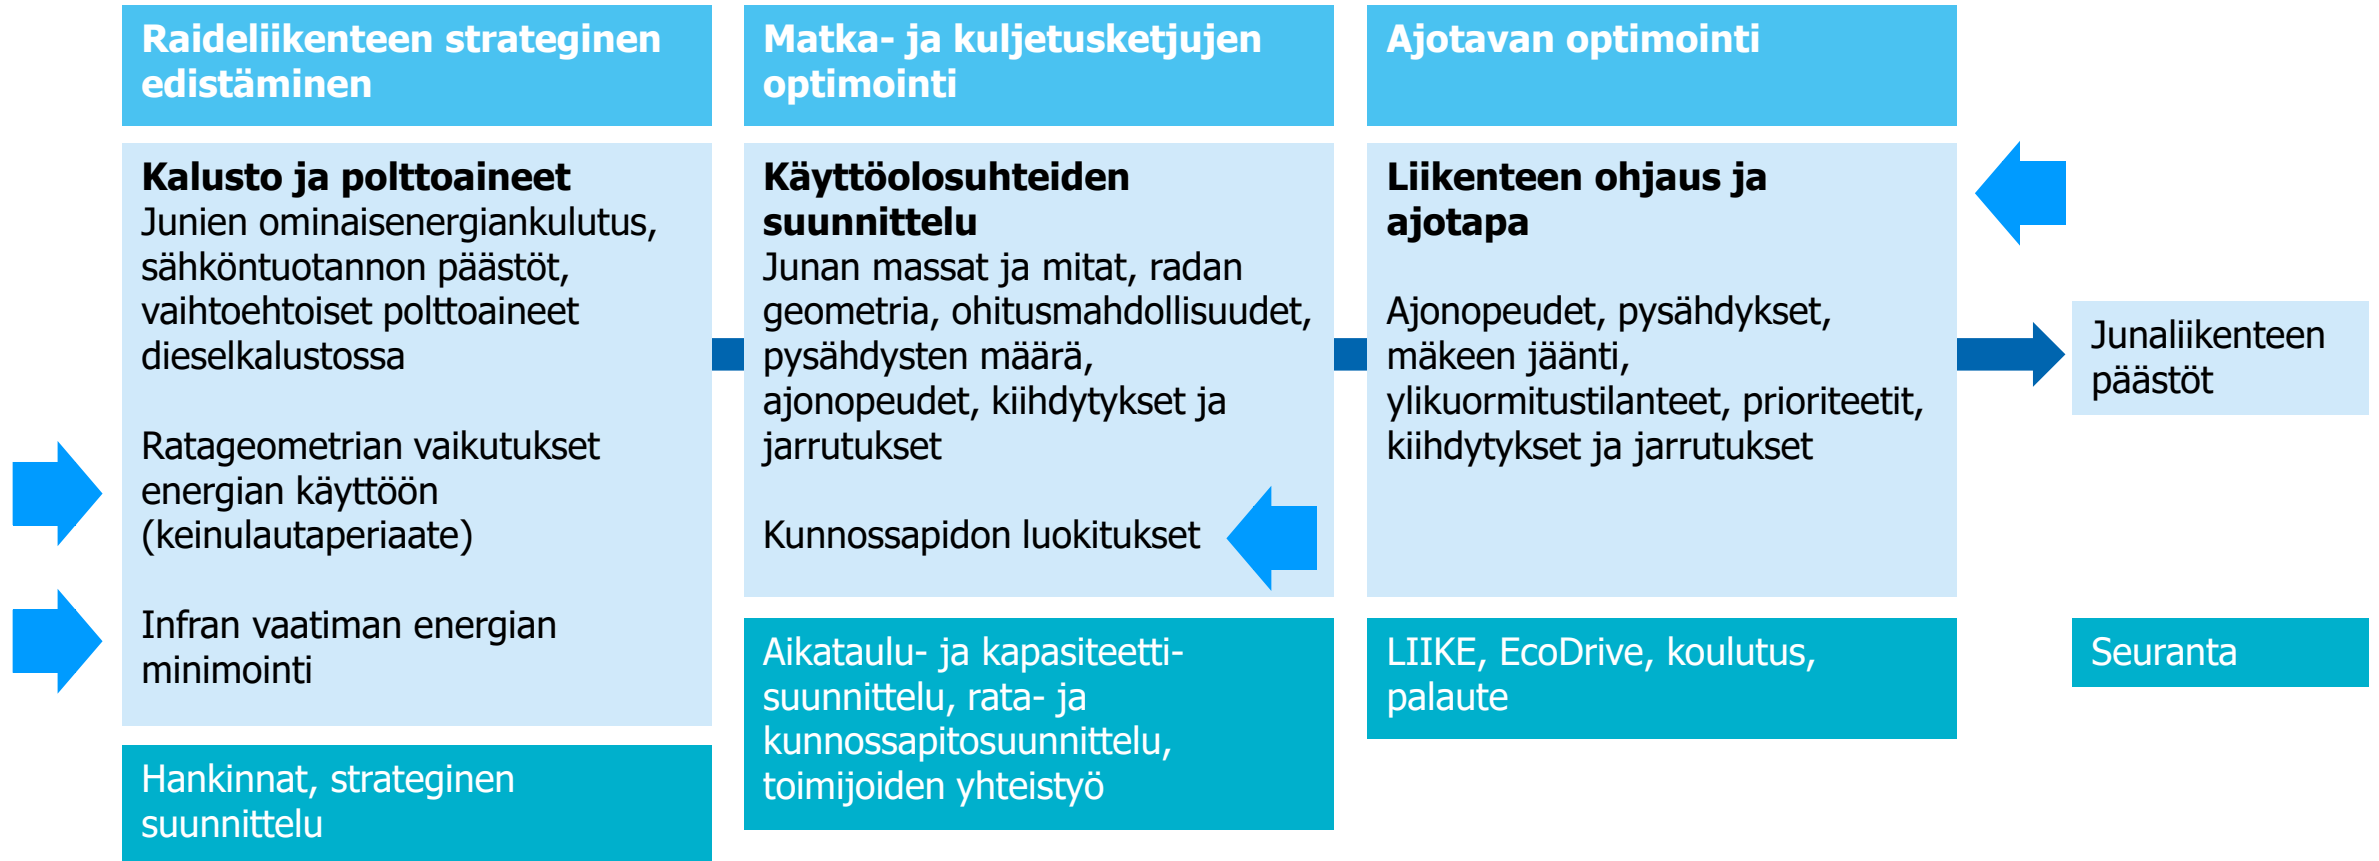 Raideliikenteen strateginen
edistäminen
Kalusto ja polttoaineet
Junien ominaisenergiankulutus,
sähköntuotannon päästöt,
vaihtoehtoiset polttoaineet
dieselkalustossa
Ratageometrian vaikutukset
energian käyttöön
(keinulautaperiaate)
Infran vaatiman energian
minimointi
Hankinnat, strateginen
suunnittelu
Matka- ja kuljetusketjujen
optimointi
Käyttöolosuhteiden
suunnittelu
Junan massat ja mitat, radan
geometria, ohitusmahdollisuudet,
pysähdysten määrä,
ajonopeudet, kiihdytykset ja
jarrutukset
Kunnossapidon luokitukset
Aikataulu- ja kapasiteetti-
suunnittelu, rata- ja
kunnossapitosuunnittelu,
toimijoiden yhteistyö
Ajotavan optimointi
Liikenteen ohjaus ja
ajotapa
Ajonopeudet, pysähdykset,
mäkeen jäänti,
ylikuormitustilanteet, prioriteetit,
kiihdytykset ja jarrutukset
LIIKE, EcoDrive, koulutus,
palaute
Junaliikenteen
päästöt
Seuranta